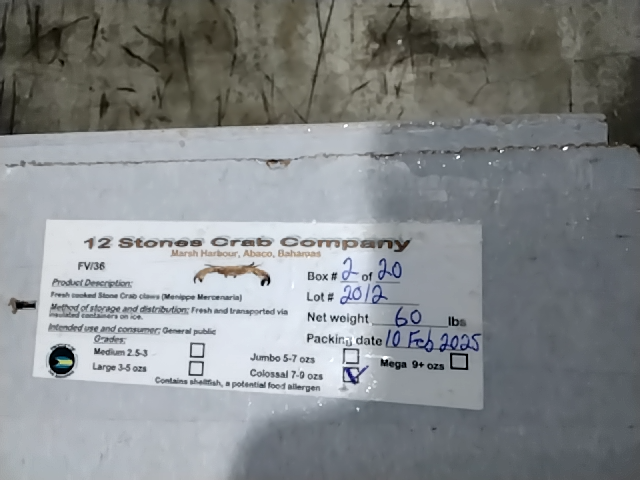 12 Stones Crab Company
Marsh Harbour, Abaco, Bahamas
FV/36
Box # 2 of 20
Product Description:
Lot # 2012
Fresh cooked Stone Crab claws (Menippe Mercenaria)
Method of storage and distribution: Fresh and transported via
insulated containers on ice.
Net weight 60 lbs
Intended use and consumer: General public
Packing date 10 Feb 2025
Grades:
Medium 2.5-3
Jumbo 5-7 ozs
Mega 9+ ozs
Large 3-5 ozs
Colossal 7-9 ozs
Contains shellfish, a potential food allergen